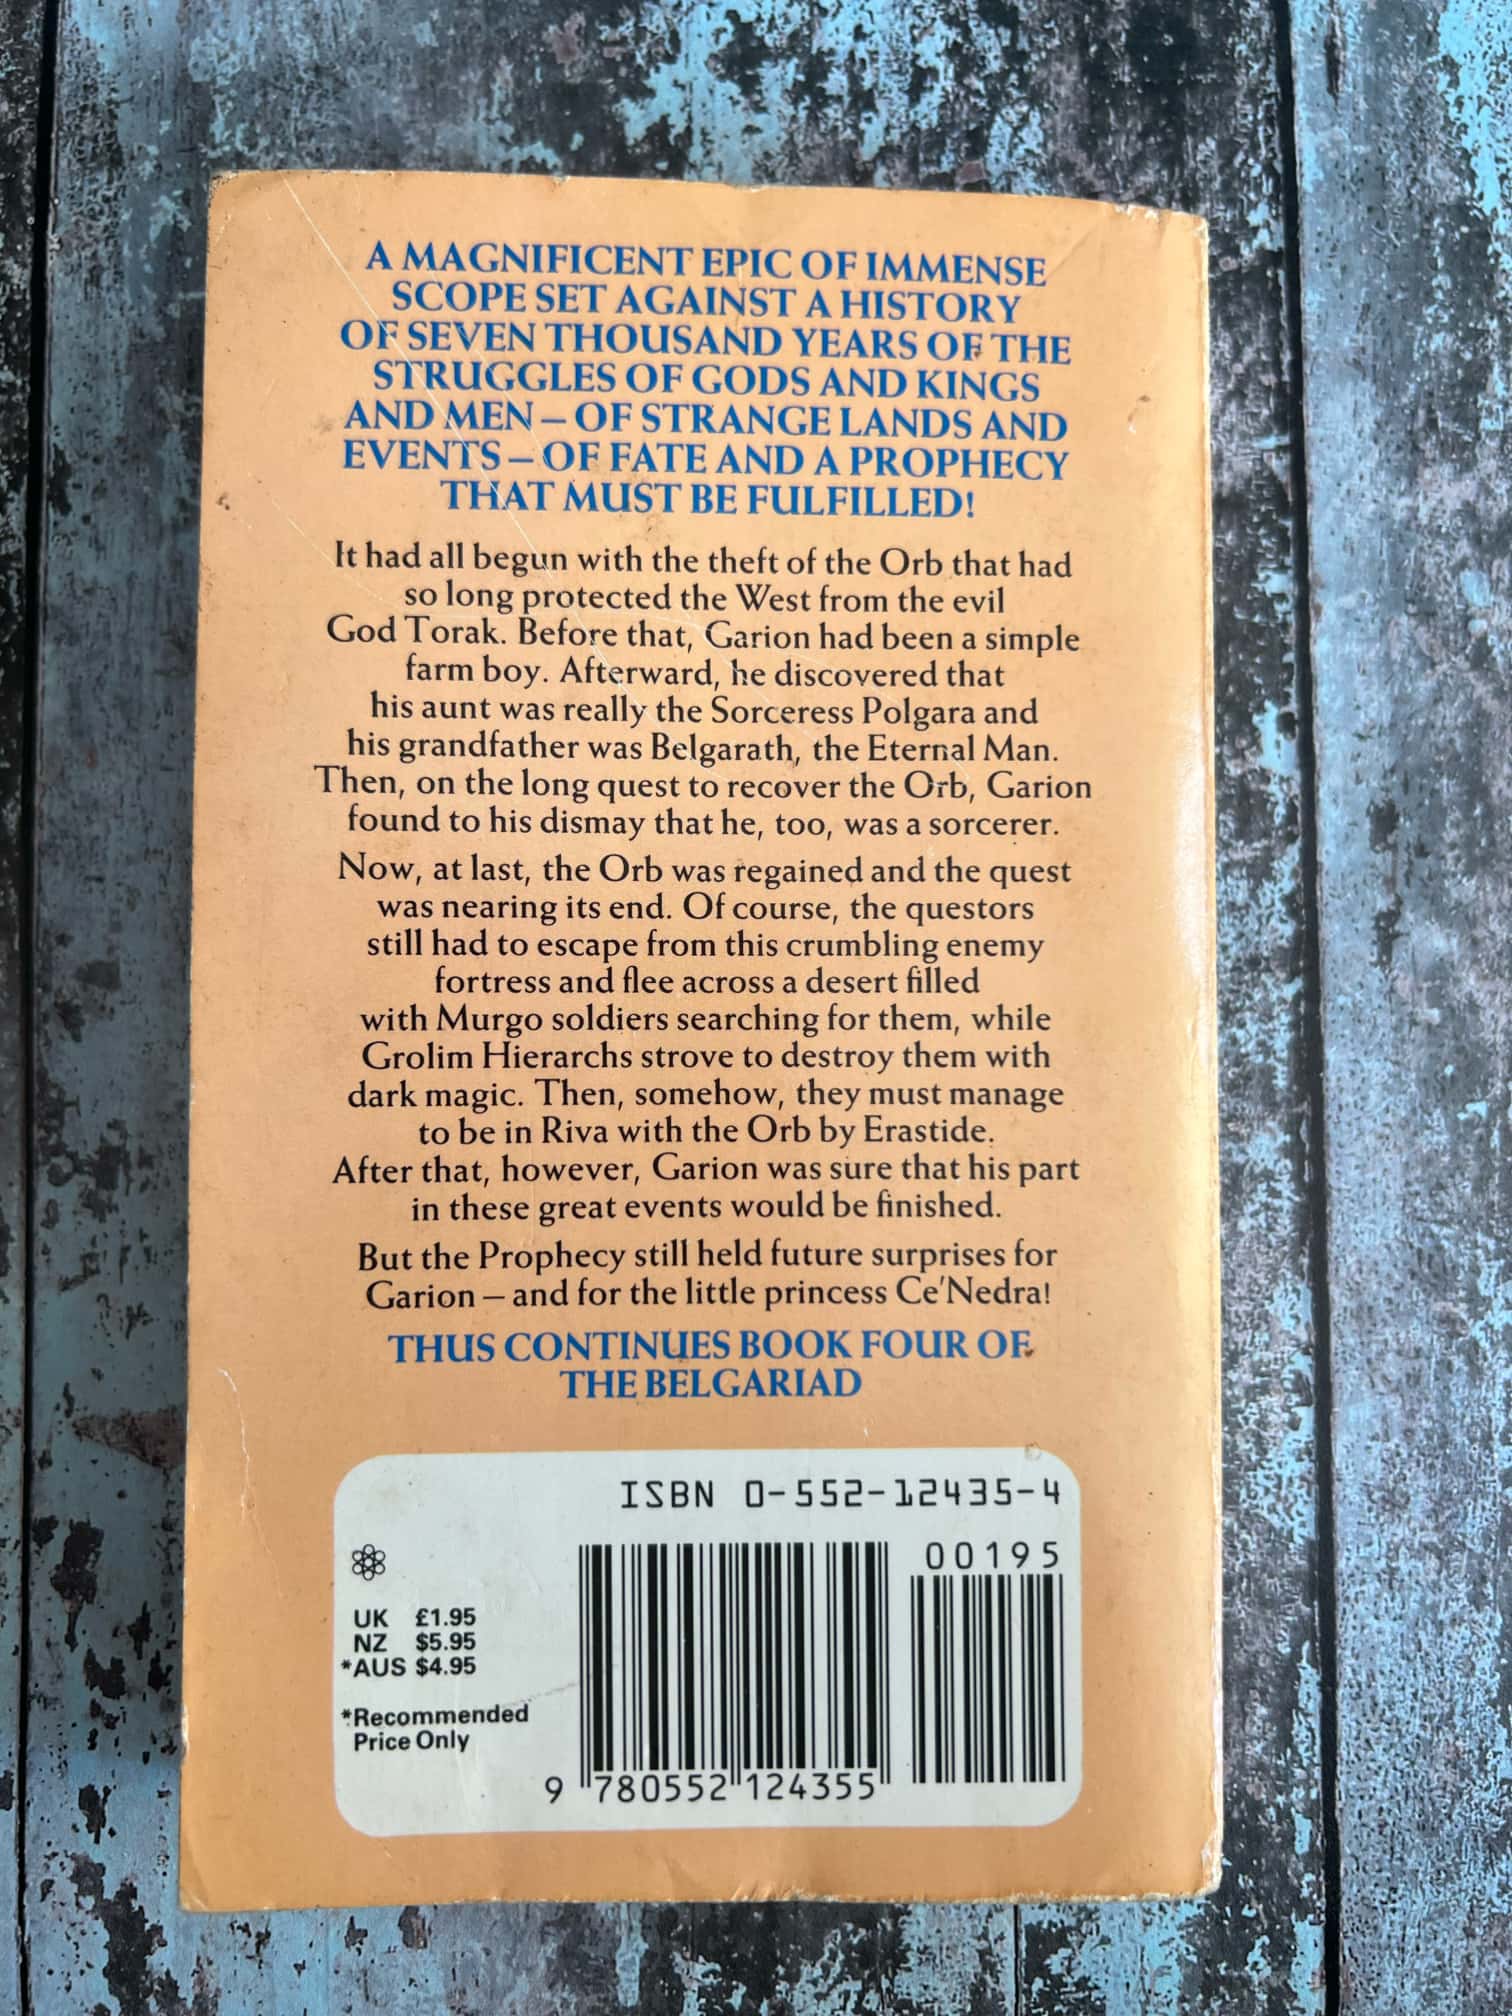 A MAGNIFICENT EPIC OF IMMENSE
SCOPE SET AGAINST A HISTORY
OF SEVEN THOUSAND YEARS OF THE
STRUGGLES OF GODS AND KINGS
AND MEN – OF STRANGE LANDS AND
EVENTS – OF FATE AND A PROPHECY
THAT MUST BE FULFILLED!
It had all begun with the theft of the Orb that had
so long protected the West from the evil
God Torak. Before that, Garion had been a simple
farm boy. Afterward, he discovered that
his aunt was really the Sorceress Polgara and
his grandfather was Belgarath, the Eternal Man.
Then, on the long quest to recover the Orb, Garion
found to his dismay that he, too, was a sorcerer.
Now, at last, the Orb was regained and the quest
was nearing its end. Of course, the questors
still had to escape from this crumbling enemy
fortress and flee across a desert filled
with Murgo soldiers searching for them, while
Grolim Hierarchs strove to destroy them with
dark magic. Then, somehow, they must manage
to be in Riva with the Orb by Erastide.
After that, however, Garion was sure that his part
in these great events would be finished.
But the Prophecy still held future surprises for
Garion – and for the little princess Ce'Nedra!
THUS CONTINUES BOOK FOUR OF
THE BELGARIAD
ISBN 0-552-12435-4
00195
UK £1.95
NZ $5.95
*AUS $4.95
*Recommended
Price Only
9 780552 124355